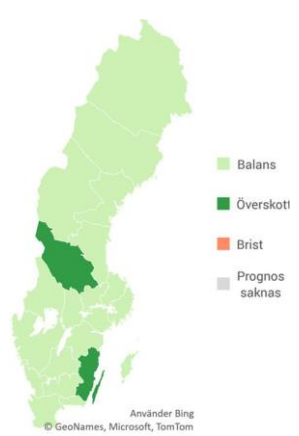 Balans
Överskott
Brist
Prognos
saknas
Använder Bing
© GeoNames, Microsoft, TomTom